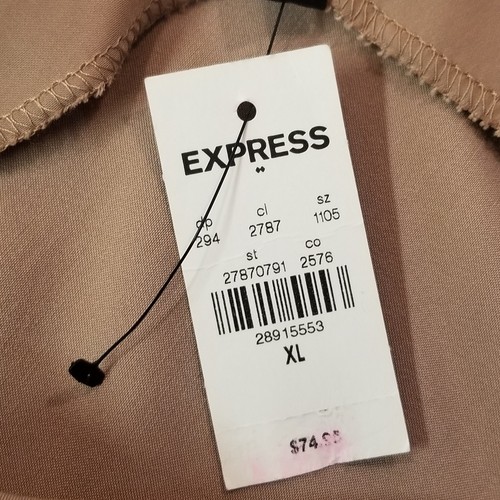 EXPRESS
dp cl sz
294 2787 1105
st co
27870791 2576
28915553
XL
$74.95